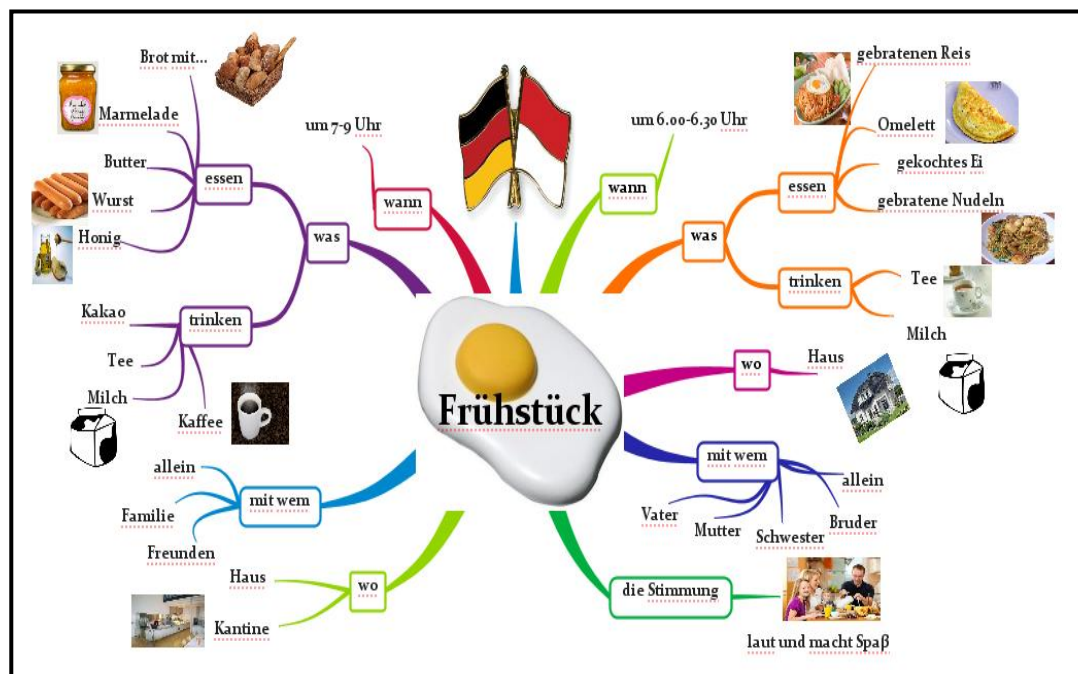 Brot mit...
Marmelade
Butter
Wurst
Honig
essen
was
trinken
Kakao
Tee
Milch
Kaffee
um 7-9 Uhr
wann
um 6.00-6.30 Uhr
wann
gebratenen Reis
Omelett
gekochtes Ei
gebratene Nudeln
essen
was
trinken
Tee
Milch
Frühstück
wo
Haus
mit wem
allein
Bruder
Schwester
Mutter
Vater
die Stimmung
laut und macht Spaß
mit wem
allein
Familie
Freunden
wo
Haus
Kantine